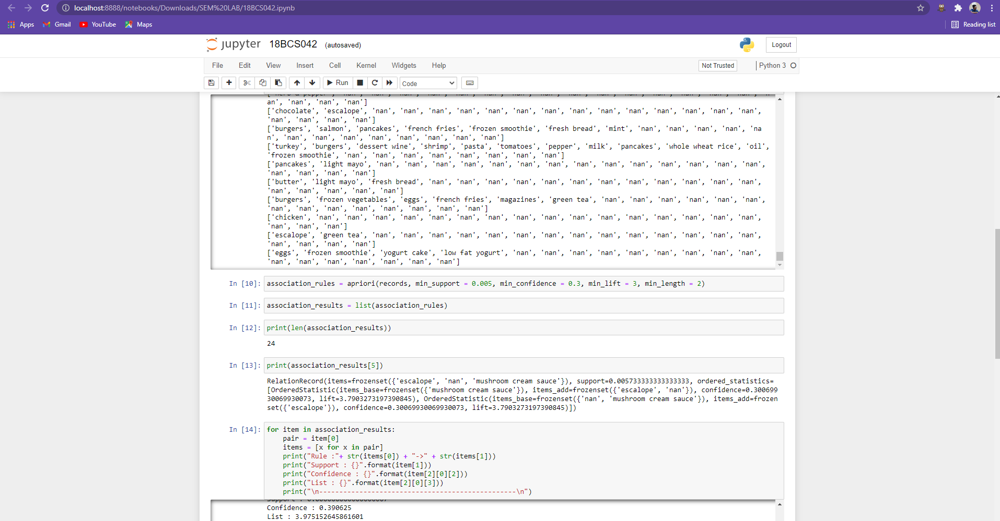 localhost:8888/notebooks/Downloads/SEM%20LAB/18BCS042.ipynb
Apps Gmail YouTube Maps Reading list
jupyter 18BCS042 (autosaved) Logout
File Edit View Insert Cell Kernel Widgets Help Not Trusted Python 3
Run Code
an', 'nan', 'nan', 'nan']
['chocolate', 'escalope', 'nan', 'nan', 'nan', 'nan', 'nan', 'nan', 'nan', 'nan', 'nan', 'nan', 'nan', 'nan', 'nan', 'nan',
'nan', 'nan', 'nan', 'nan']
['burgers', 'salmon', 'pancakes', 'french fries', 'frozen smoothie', 'fresh bread', 'mint', 'nan', 'nan', 'nan', 'nan', 'na
n', 'nan', 'nan', 'nan', 'nan', 'nan', 'nan', 'nan', 'nan']
['turkey', 'burgers', 'dessert wine', 'shrimp', 'pasta', 'tomatoes', 'pepper', 'milk', 'pancakes', 'whole wheat rice', 'oil',
'frozen smoothie', 'nan', 'nan', 'nan', 'nan', 'nan', 'nan', 'nan', 'nan']
['pancakes', 'light mayo', 'nan', 'nan', 'nan', 'nan', 'nan', 'nan', 'nan', 'nan', 'nan', 'nan', 'nan', 'nan', 'nan', 'nan',
'nan', 'nan', 'nan', 'nan']
['butter', 'light mayo', 'fresh bread', 'nan', 'nan', 'nan', 'nan', 'nan', 'nan', 'nan', 'nan', 'nan', 'nan', 'nan', 'nan',
'nan', 'nan', 'nan', 'nan', 'nan']
['burgers', 'frozen vegetables', 'eggs', 'french fries', 'magazines', 'green tea', 'nan', 'nan', 'nan', 'nan', 'nan', 'nan',
'nan', 'nan', 'nan', 'nan', 'nan', 'nan', 'nan', 'nan']
['chicken', 'nan', 'nan', 'nan', 'nan', 'nan', 'nan', 'nan', 'nan', 'nan', 'nan', 'nan', 'nan', 'nan', 'nan', 'nan', 'nan',
'nan', 'nan', 'nan']
['escalope', 'green tea', 'nan', 'nan', 'nan', 'nan', 'nan', 'nan', 'nan', 'nan', 'nan', 'nan', 'nan', 'nan', 'nan', 'nan',
'nan', 'nan', 'nan', 'nan']
['eggs', 'frozen smoothie', 'yogurt cake', 'low fat yogurt', 'nan', 'nan', 'nan', 'nan', 'nan', 'nan', 'nan', 'nan', 'nan',
'nan', 'nan', 'nan', 'nan', 'nan', 'nan', 'nan']
In [10]: association_rules = apriori(records, min_support = 0.005, min_confidence = 0.3, min_lift = 3, min_length = 2)
In [11]: association_results = list(association_rules)
In [12]: print(len(association_results))
24
In [13]: print(association_results[5])
RelationRecord(items=frozenset({'escalope', 'nan', 'mushroom cream sauce'}), support=0.005733333333333333, ordered_statistics=
[OrderedStatistic(items_base=frozenset({'mushroom cream sauce'}), items_add=frozenset({'escalope', 'nan'}), confidence=0.300699
30069930073, lift=3.7903273197390845), OrderedStatistic(items_base=frozenset({'nan', 'mushroom cream sauce'}), items_add=frozen
set({'escalope'}), confidence=0.30069930069930073, lift=3.7903273197390845)])
In [14]: for item in association_results:
pair = item[0]
items = [x for x in pair]
print("Rule :"+ str(items[0]) + "->" + str(items[1]))
print("Support : {}".format(item[1]))
print("Confidence : {}".format(item[2][0][2]))
print("List : {}".format(item[2][0][3]))
print("\n-------------------------------------------------\n")
Confidence : 0.390625
List : 3.975152645861601